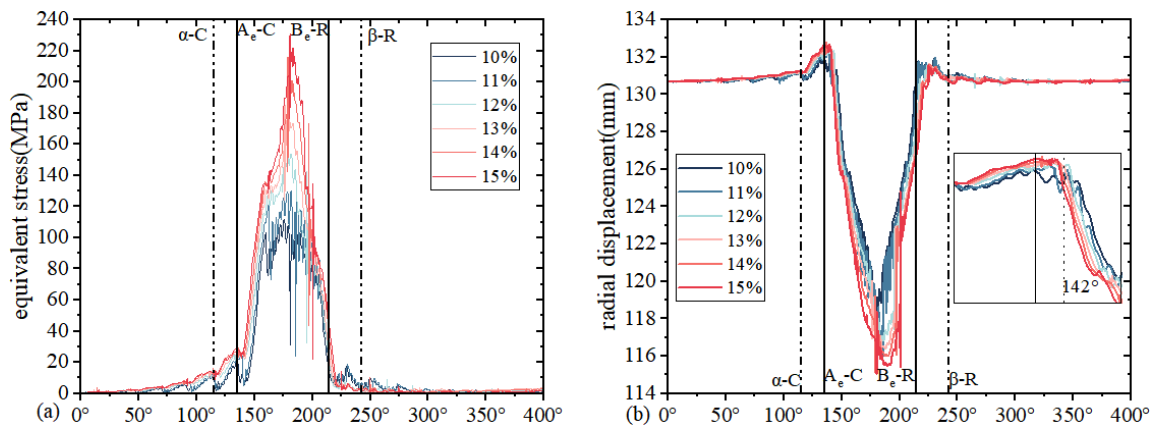 240
220
200
180
160
140
120
100
80
60
40
20
0
equivalent stress(MPa)
α-C
Ae-C
Be-R
β-R
10%
11%
12%
13%
14%
15%
(a)
0° 50° 100° 150° 200° 250° 300° 350° 400°
134
132
130
128
126
124
122
120
118
116
114
radial displacement(mm)
10%
11%
12%
13%
14%
15%
142°
α-C
Ae-C
Be-R
β-R
(b)
0° 50° 100° 150° 200° 250° 300° 350° 400°